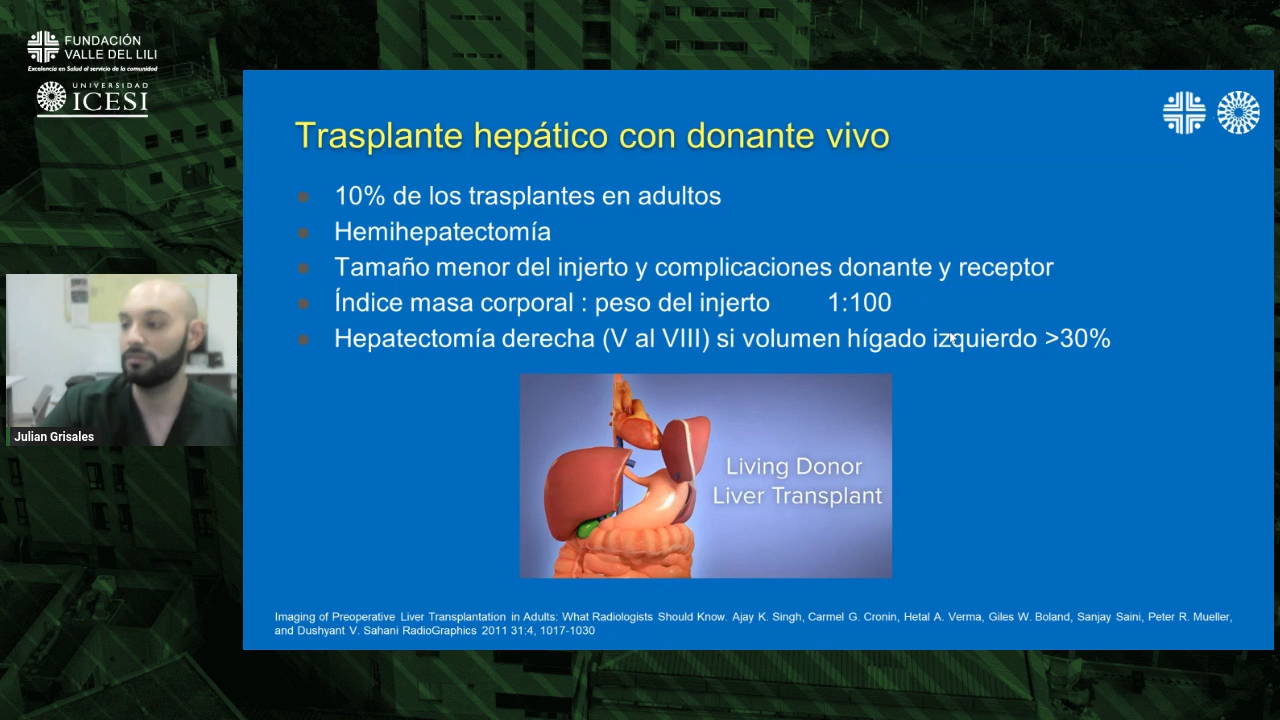 FUNDACIÓN
VALLE DEL LILI
Excelencia en Salud al servicio de la comunidad
UNIVERSIDAD
ICESI
Trasplante hepático con donante vivo
10% de los trasplantes en adultos
Hemihepatectomía
Tamaño menor del injerto y complicaciones donante y receptor
Índice masa corporal : peso del injerto 1:100
Hepatectomía derecha (V al VIII) si volumen hígado izquierdo >30%
Julian Grisales
Living Donor
Liver Transplant
Imaging of Preoperative Liver Transplantation in Adults: What Radiologists Should Know. Ajay K. Singh, Carmel G. Cronin, Hetal A. Verma, Giles W. Boland, Sanjay Saini, Peter R. Mueller,
and Dushyant V. Sahani RadioGraphics 2011 31:4, 1017-1030